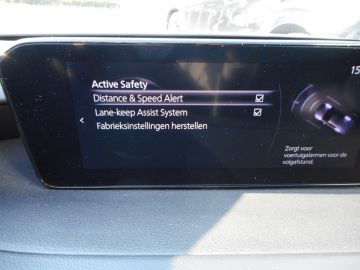 15
Active Safety
Distance & Speed Alert
Lane-keep Assist System
Fabrieksinstellingen herstellen
Zorgt voor
voertuigalarmen voor de
volgafstand.